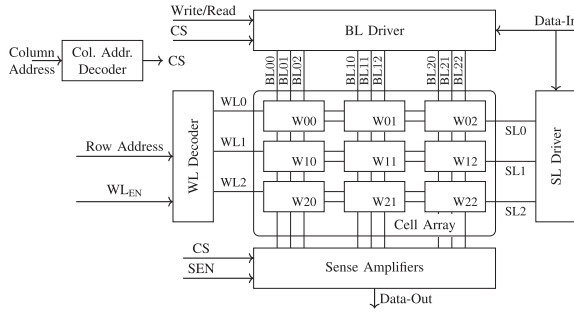 Write/Read
CS
BL Driver
Data-In
Column
Address
Col. Addr.
Decoder
CS
BL00
BL01
BL02
BL10
BL11
BL12
BL20
BL21
BL22
WL0
WL1
WL2
W00
W01
W02
W10
W11
W12
W20
W21
W22
SL0
SL1
SL2
Row Address
WLEN
WL Decoder
SL Driver
Cell Array
CS
SEN
Sense Amplifiers
Data-Out